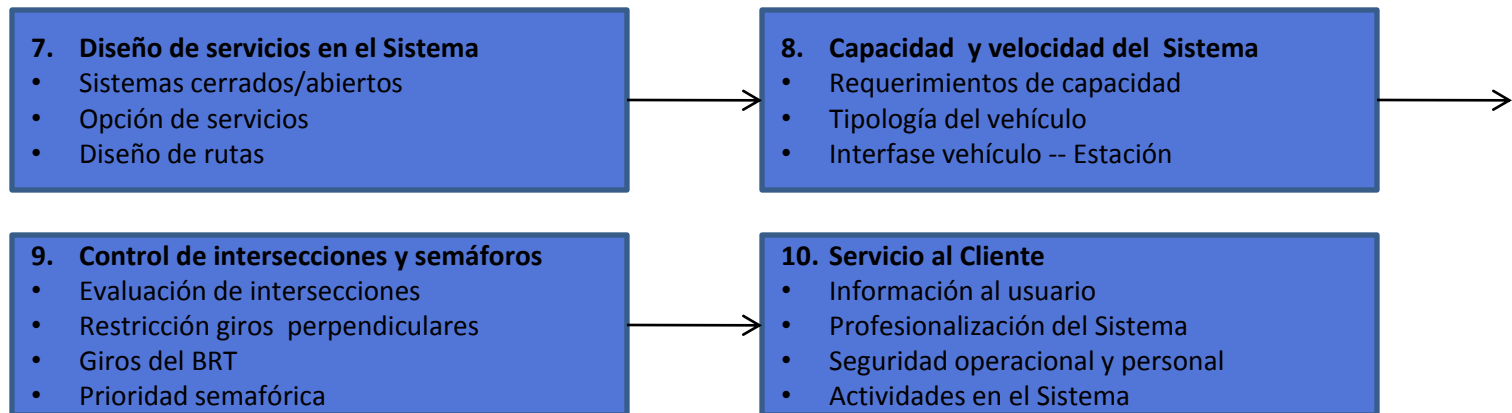 7. Diseño de servicios en el Sistema
• Sistemas cerrados/abiertos
• Opción de servicios
• Diseño de rutas
8. Capacidad y velocidad del Sistema
• Requerimientos de capacidad
• Tipología del vehículo
• Interfase vehículo -- Estación
9. Control de intersecciones y semáforos
• Evaluación de intersecciones
• Restricción giros perpendiculares
• Giros del BRT
• Prioridad semafórica
10. Servicio al Cliente
• Información al usuario
• Profesionalización del Sistema
• Seguridad operacional y personal
• Actividades en el Sistema